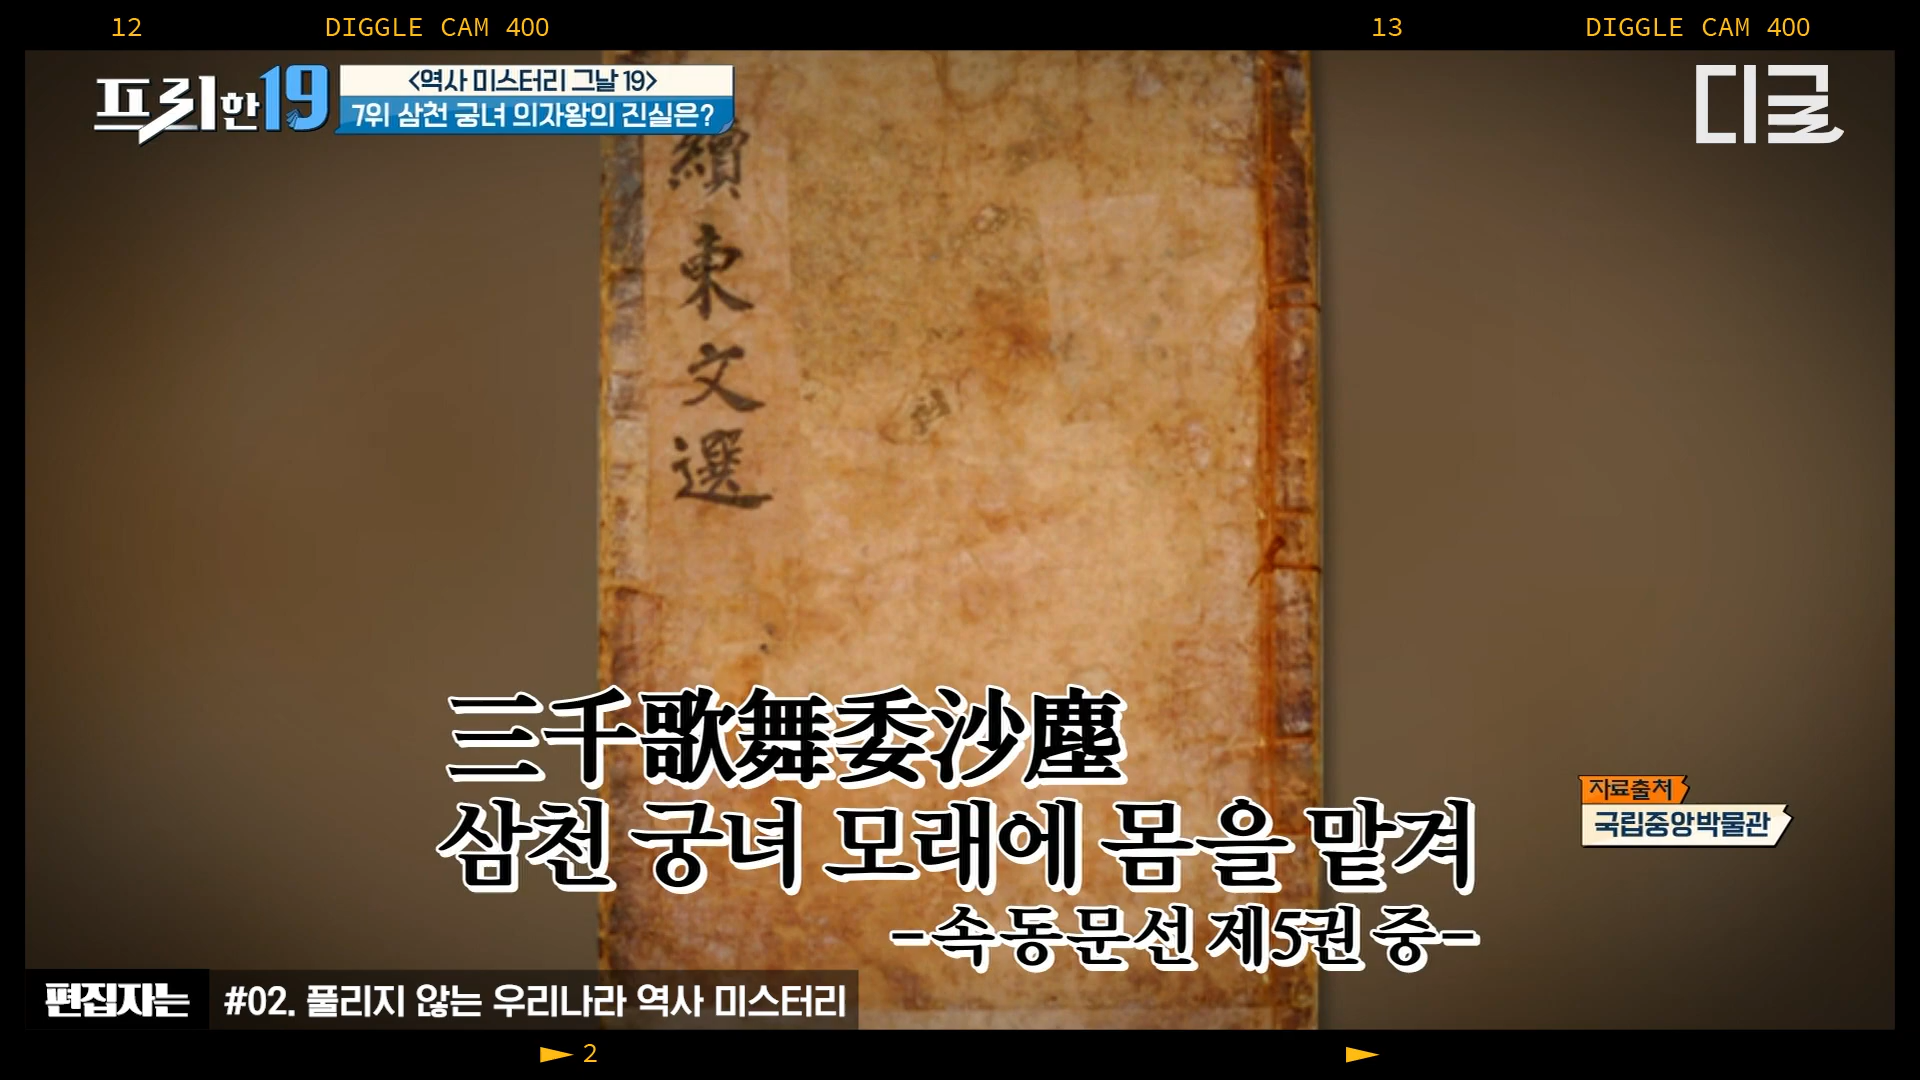 12
DIGGLE CAM 400
13
DIGGLE CAM 400
프리한19
<역사 미스터리 그날 19>
7위 삼천 궁녀 의자왕의 진실은?
디글
續東文選
三千歌舞委沙塵
삼천 궁녀 모래에 몸을 맡겨
-속동문선 제5권 중-
자료출처
국립중앙박물관
편집자는
#02. 풀리지 않는 우리나라 역사 미스터리
2